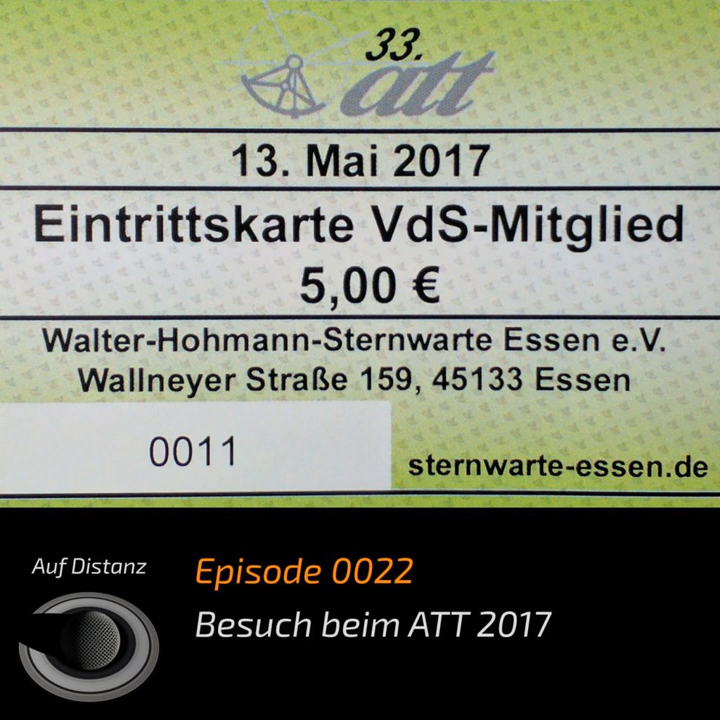 33.
att
13. Mai 2017
Eintrittskarte VdS-Mitglied
5,00 €
Walter-Hohmann-Sternwarte Essen e.V.
Wallneyer Straße 159, 45133 Essen
0011
sternwarte-essen.de
Auf Distanz
Episode 0022
Besuch beim ATT 2017